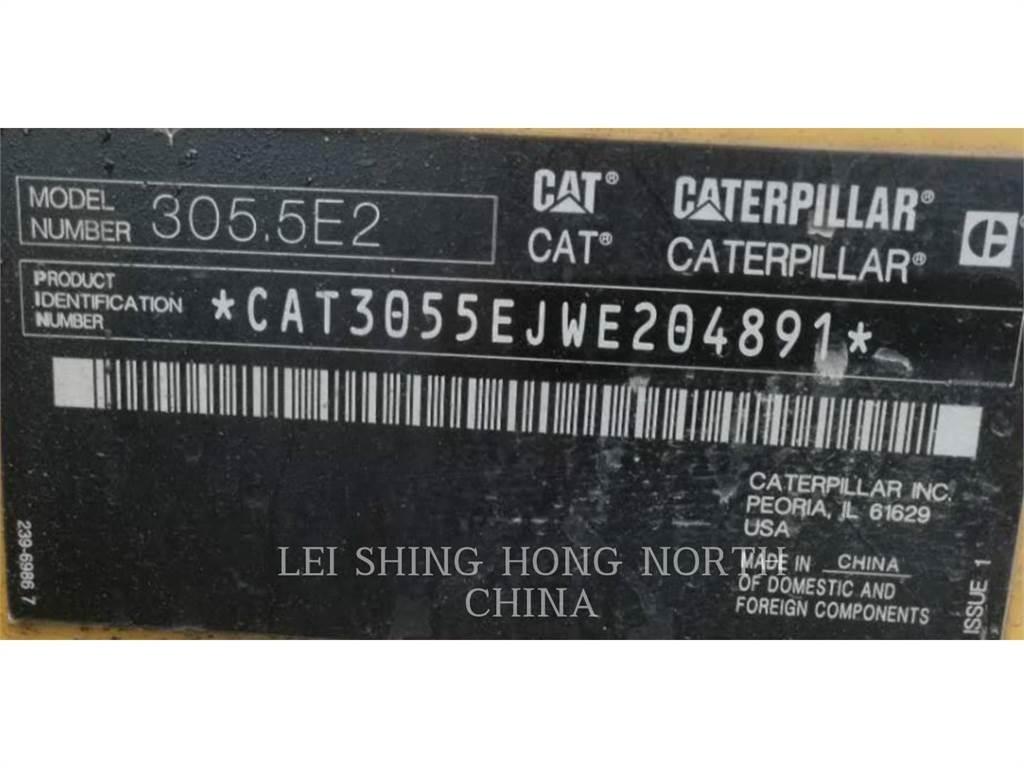 MODEL
NUMBER 305.5E2
CAT® CATERPILLAR®
CAT® CATERPILLAR®
PRODUCT
IDENTIFICATION
NUMBER
*CAT3055EJWE204891*
CATERPILLAR INC.
PEORIA, IL 61629
USA
MADE IN CHINA
OF DOMESTIC AND
FOREIGN COMPONENTS
239-6986 7
ISSUE 1
LEI SHING HONG NORTH
CHINA